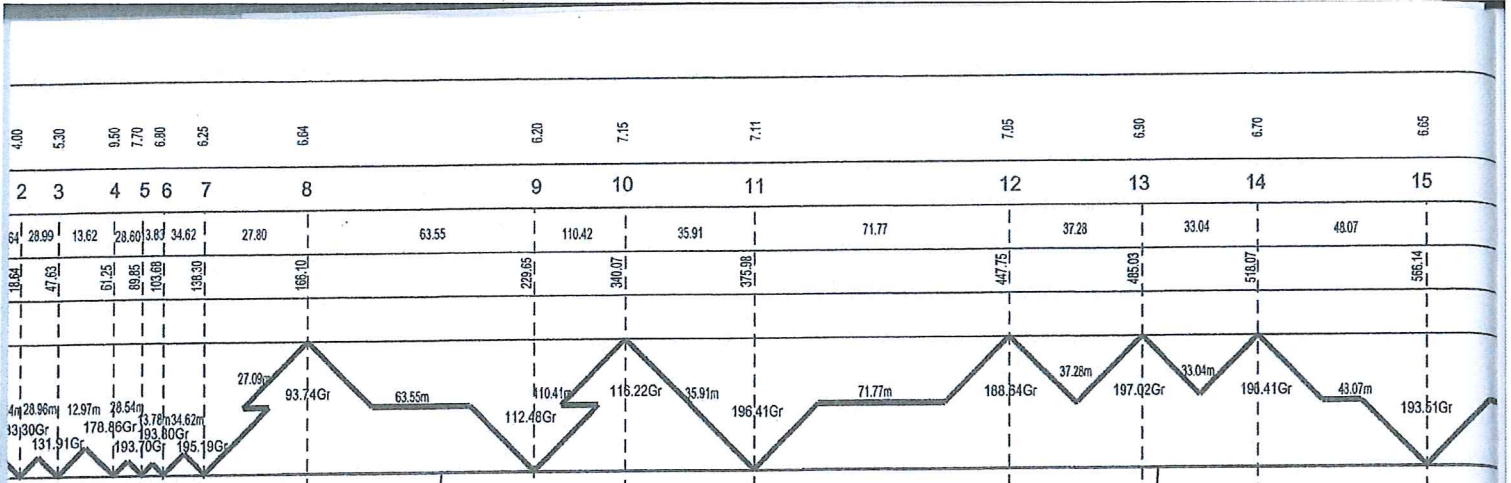 4.00 5.30 9.50 7.70 6.80 6.25 6.64 6.20 7.15 7.11 7.05 6.90 6.70 6.65
2 3 4 5 6 7 8 9 10 11 12 13 14 15
64 28.99 13.62 28.60 13.83 34.62 27.80 63.55 110.42 35.91 71.77 37.28 33.04 48.07
18.64 47.63 61.25 89.85 103.68 138.30 166.10 229.65 340.07 375.98 447.75 485.03 518.07 566.14
27.09m 63.55m 110.41m 35.91m 71.77m 37.28m 33.04m 43.07m
93.74Gr 112.48Gr 116.22Gr 196.41Gr 188.64Gr 197.02Gr 190.41Gr 193.51Gr
4m 28.96m 12.97m 28.54m 13.78m 34.62m
33.30Gr 131.91Gr 178.86Gr 193.70Gr 193.80Gr 195.19Gr